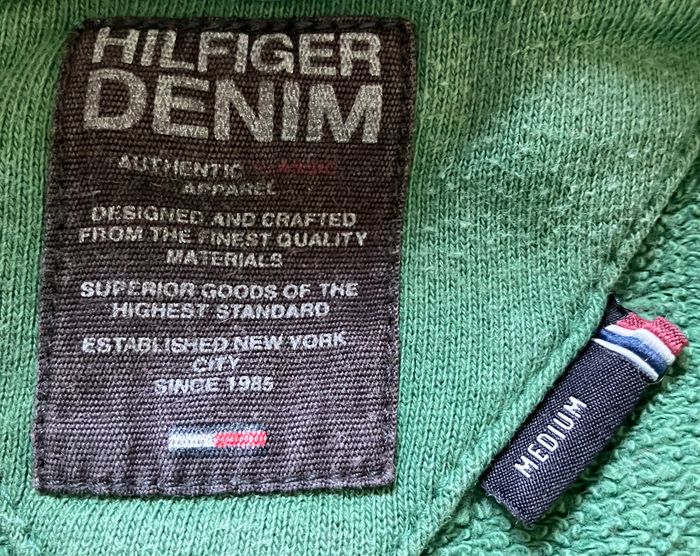 HILFIGER
DENIM
AUTHENTIC
APPAREL
DESIGNED AND CRAFTED
FROM THE FINEST QUALITY
MATERIALS
SUPERIOR GOODS OF THE
HIGHEST STANDARD
ESTABLISHED NEW YORK
CITY
SINCE 1985
MEDIUM